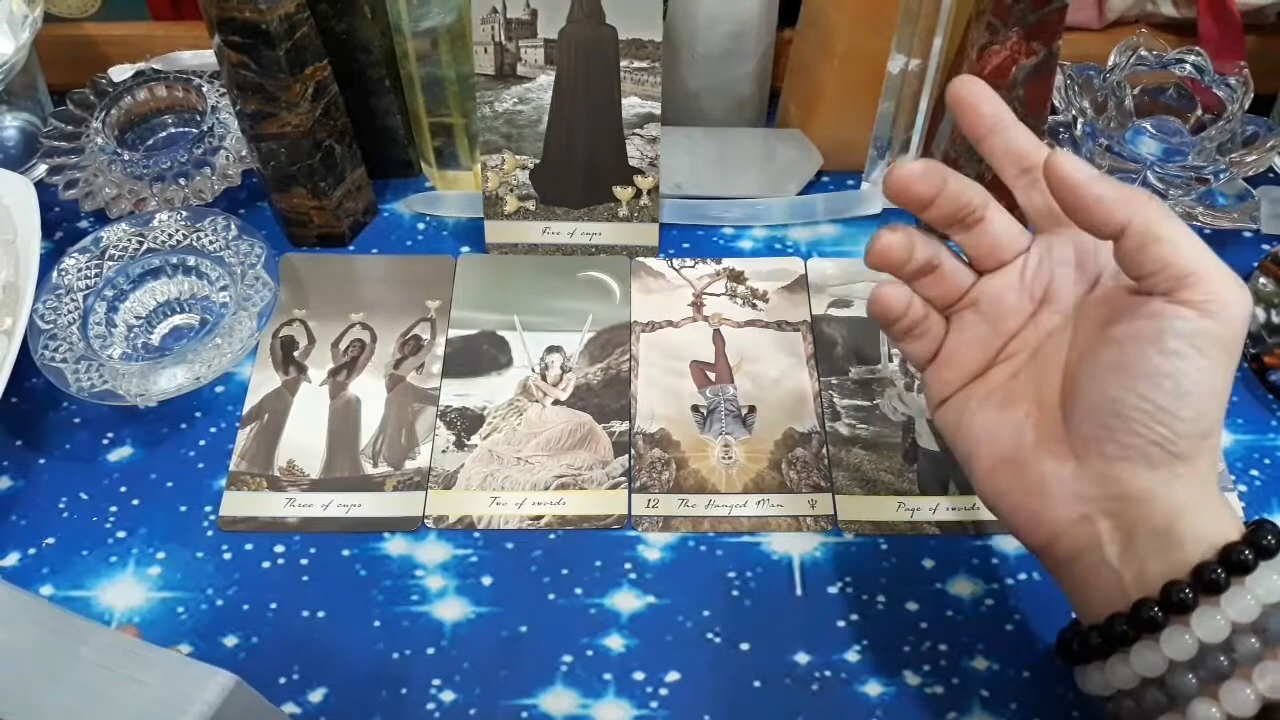 Five of cups
Three of cups
Two of swords
12 The Hanged Man ♆
Page of swords